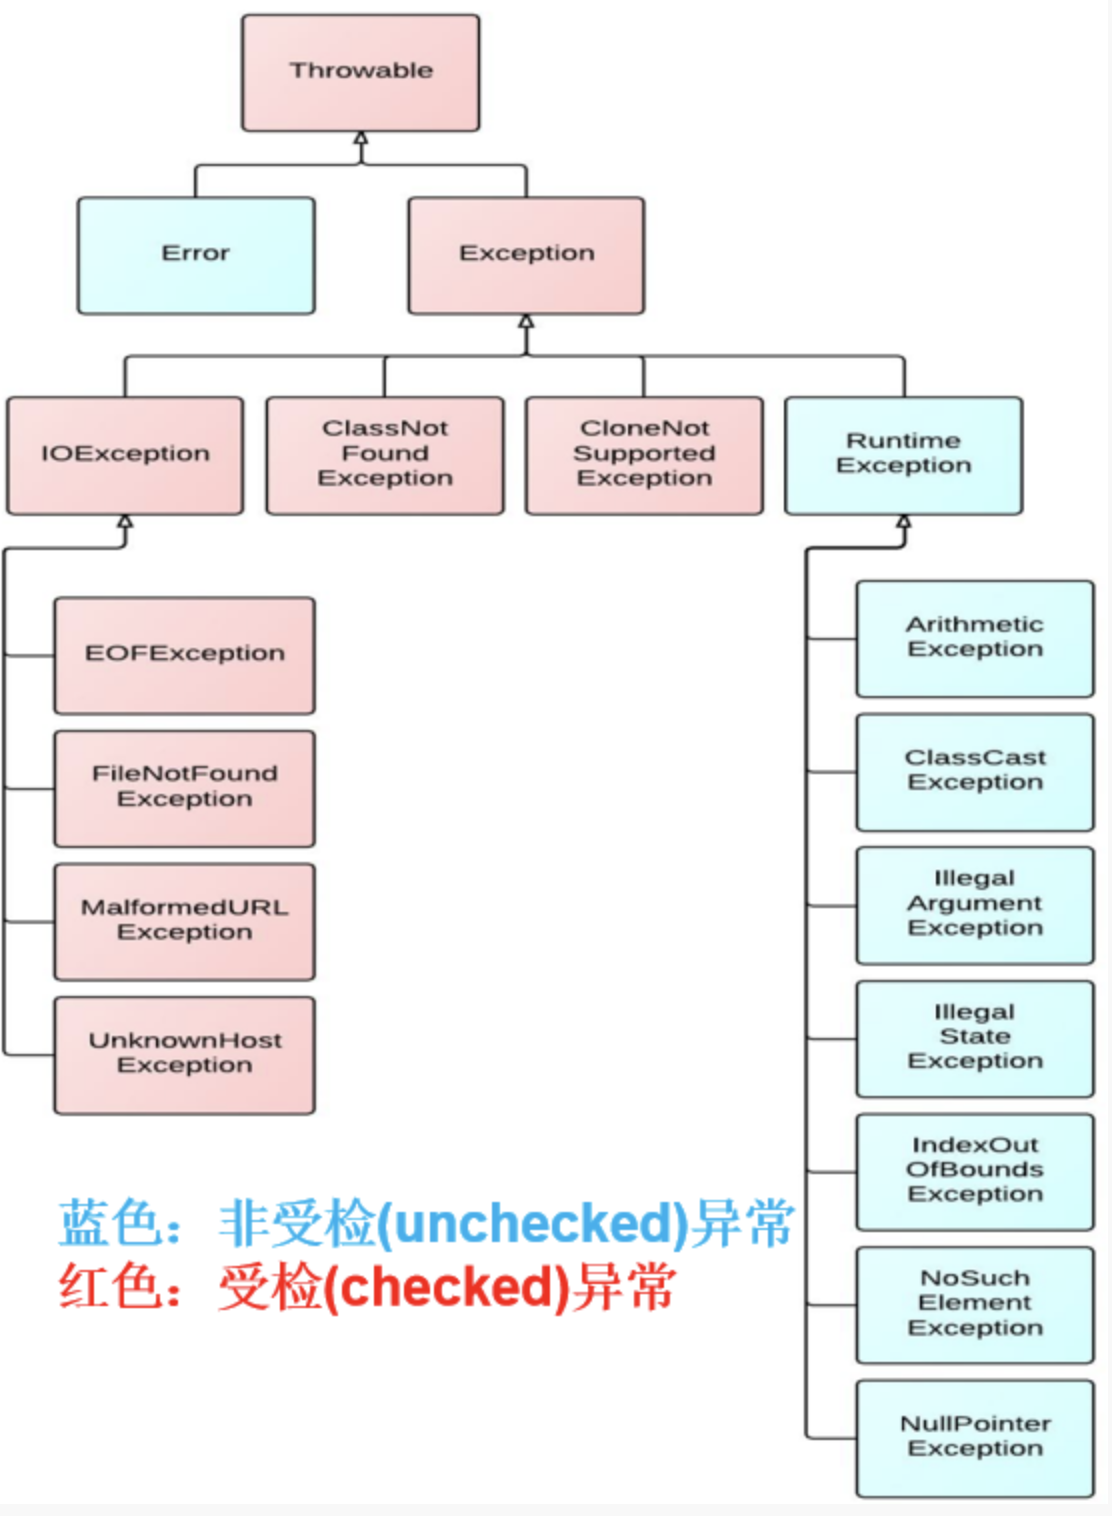 Throwable
Error
Exception
IOException
ClassNot
Found
Exception
CloneNot
Supported
Exception
Runtime
Exception
EOFException
FileNotFound
Exception
MalformedURL
Exception
UnknownHost
Exception
Arithmetic
Exception
ClassCast
Exception
Illegal
Argument
Exception
Illegal
State
Exception
IndexOut
OfBounds
Exception
NoSuch
Element
Exception
NullPointer
Exception
蓝色：非受检(unchecked)异常
红色：受检(checked)异常